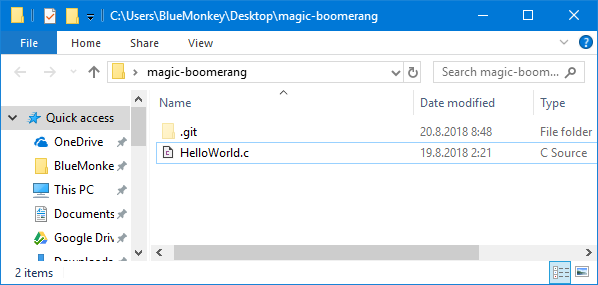 C:\Users\BlueMonkey\Desktop\magic-boomerang
File Home Share View
magic-boomerang
Search magic-boom...
Name Date modified Type
Quick access
OneDrive
BlueMonke
This PC
Documents
Google Driv
Downloads
.git 20.8.2018 8:48 File folder
HelloWorld.c 19.8.2018 2:21 C Source
2 items